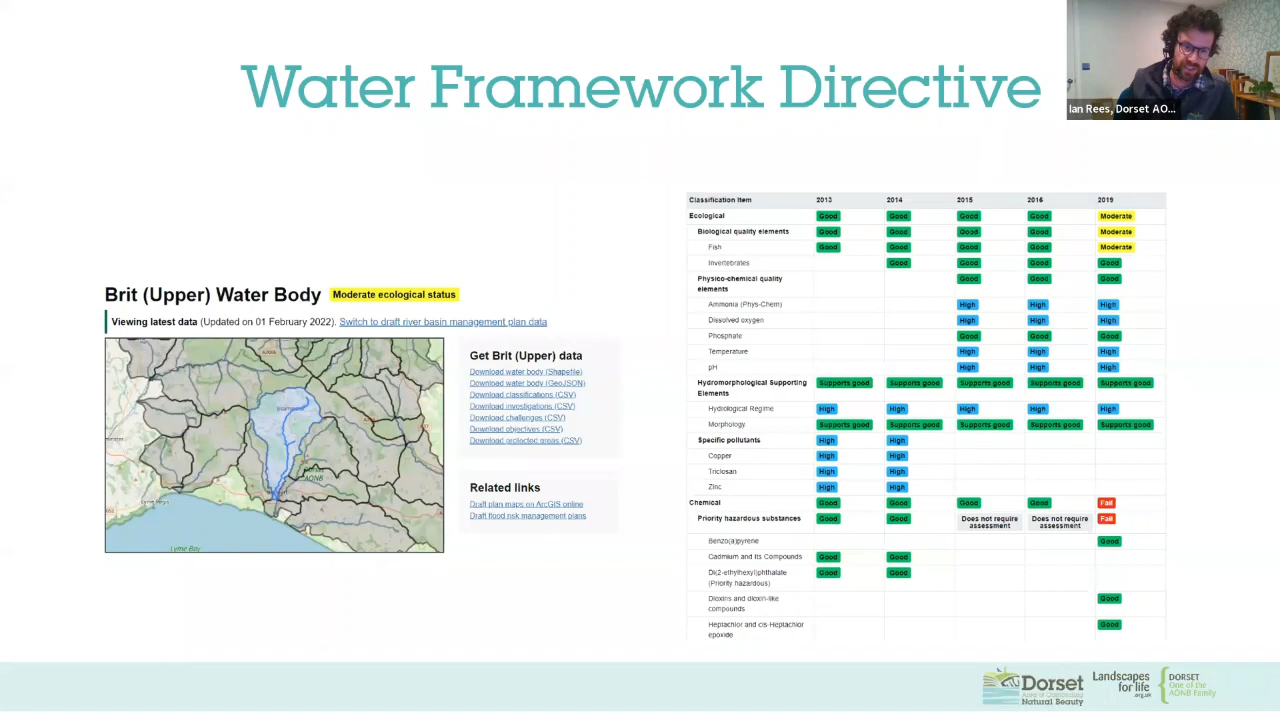 Water Framework Directive
Ian Rees, Dorset AO...
Brit (Upper) Water Body Moderate ecological status
Viewing latest data (Updated on 01 February 2022). Switch to draft river basin management plan data
Get Brit (Upper) data
Download water body (Shapefile)
Download water body (GeoJSON)
Download classifications (CSV)
Download investigations (CSV)
Download challenges (CSV)
Download objectives (CSV)
Download protected areas (CSV)
Related links
Draft plan maps on ArcGIS online
Draft flood risk management plans
Lyme Regis
Dorset
AONB
Lyme Bay
Classification Item 2013 2014 2015 2016 2019
Ecological Good Good Good Good Moderate
Biological quality elements Good Good Good Good Moderate
Fish Good Good Good Good Moderate
Invertebrates Good Good Good Good
Physico-chemical quality Good Good Good
elements
Ammonia (Phys-Chem) High High High
Dissolved oxygen High High High
Phosphate Good Good Good
Temperature High High High
pH High High High
Hydromorphological Supporting Supports good Supports good Supports good Supports good Supports good
Elements
Hydrological Regime High High High High High
Morphology Supports good Supports good Supports good Supports good Supports good
Specific pollutants High High
Copper High High
Triclosan High High
Zinc High High
Chemical Good Good Good Good Fail
Priority hazardous substances Good Good Does not require Does not require Fail
assessment assessment
Benzo(a)pyrene Good
Cadmium and Its Compounds Good Good
Di(2-ethylhexyl)phthalate Good Good
(Priority hazardous)
Dioxins and dioxin-like Good
compounds
Heptachlor and cis-Heptachlor Good
epoxide
Dorset
Area of Outstanding
Natural Beauty
Landscapes
for life
.org.uk
DORSET
One of the
AONB Family